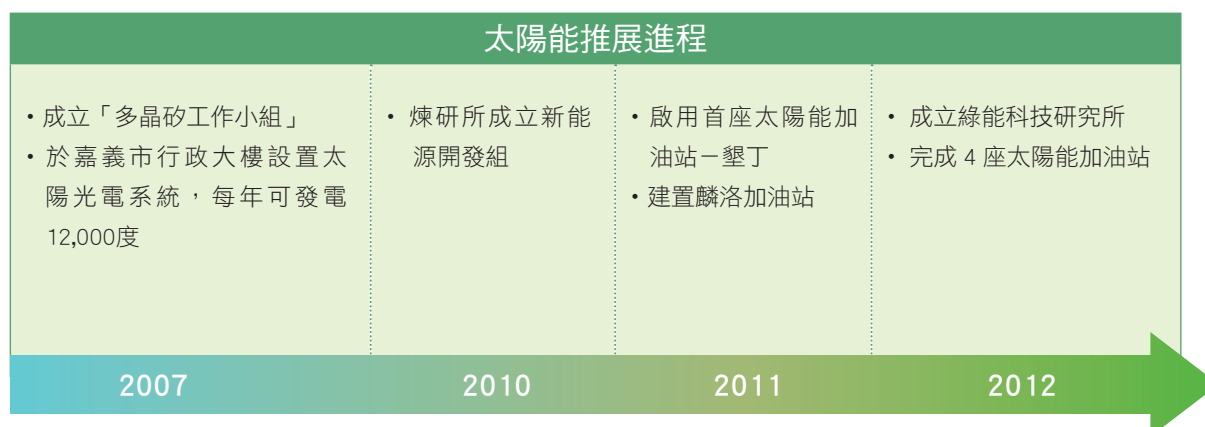 太陽能推展進程
•成立「多晶矽工作小組」
•於嘉義市行政大樓設置太
陽光電系統，每年可發電
12,000度
• 煉研所成立新能
源開發組
•啟用首座太陽能加
油站－墾丁
•建置麟洛加油站
• 成立綠能科技研究所
• 完成 4 座太陽能加油站
2007
2010
2011
2012